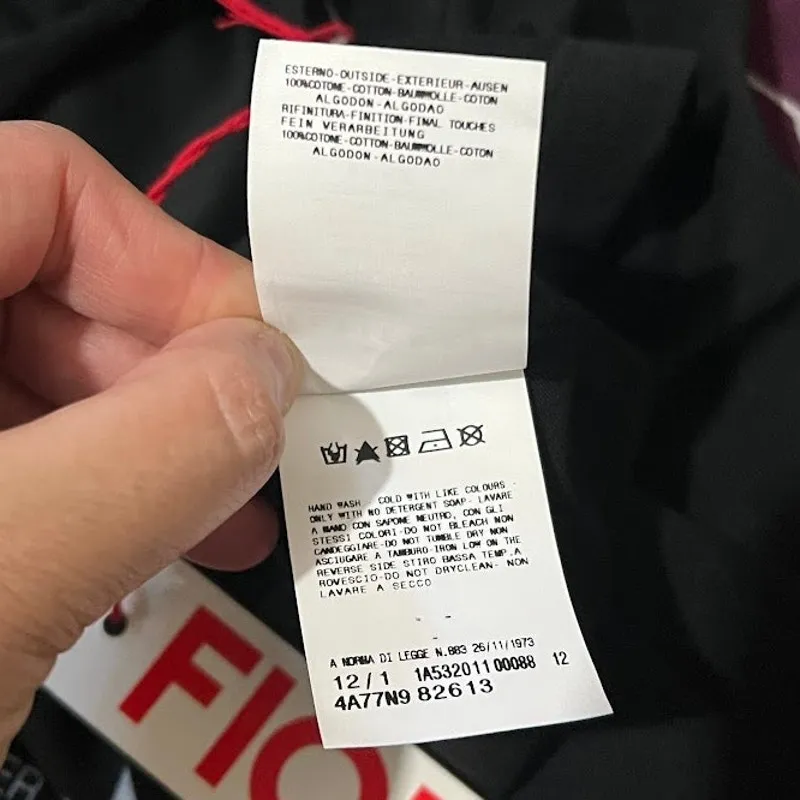 ESTERNO-OUTSIDE-EXTERIEUR-AUSEN
100%COTONE-COTTON-BAUMWOLLE-COTON
ALGODON-ALGODAO
RIFINITURA-FINITION-FINAL TOUCHES
FEIN VERARBEITUNG
100%COTONE-COTTON-BAUMWOLLE-COTON
ALGODON-ALGODAO
HAND WASH COLD WITH LIKE COLOURS
ONLY WITH NO DETERGENT SOAP- LAVARE
A MANO CON SAPONE NEUTRO, CON GLI
STESSI COLORI-DO NOT BLEACH NON
CANDEGGIARE-DO NOT TUMBLE DRY NON
ASCIUGARE A TAMBURO-IRON LOW ON THE
REVERSE SIDE STIRO BASSA TEMP.A
ROVESCIO-DO NOT DRYCLEAN- NON
LAVARE A SECCO
A NORMA DI LEGGE N.883 26/11/1973
12/1 1A532011 00088 12
4A77N9 82613
FIO
ER